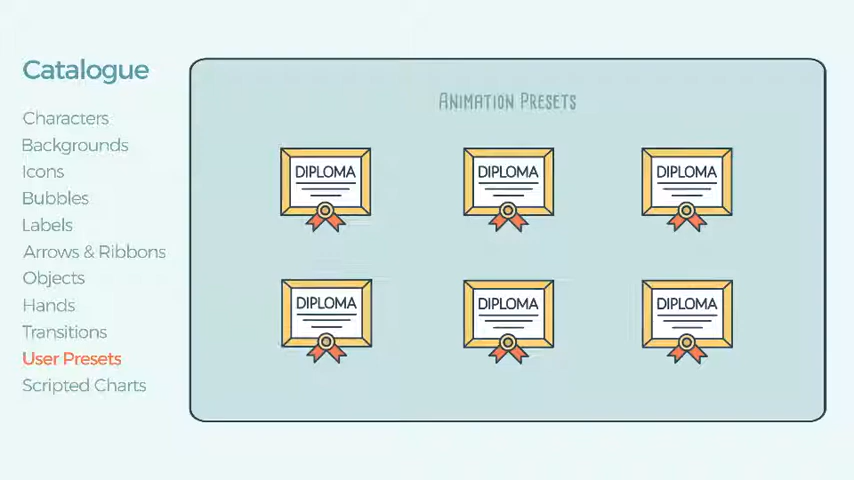 Catalogue
Characters
Backgrounds
Icons
Bubbles
Labels
Arrows & Ribbons
Objects
Hands
Transitions
User Presets
Scripted Charts
Animation Presets
DIPLOMA
DIPLOMA
DIPLOMA
DIPLOMA
DIPLOMA
DIPLOMA